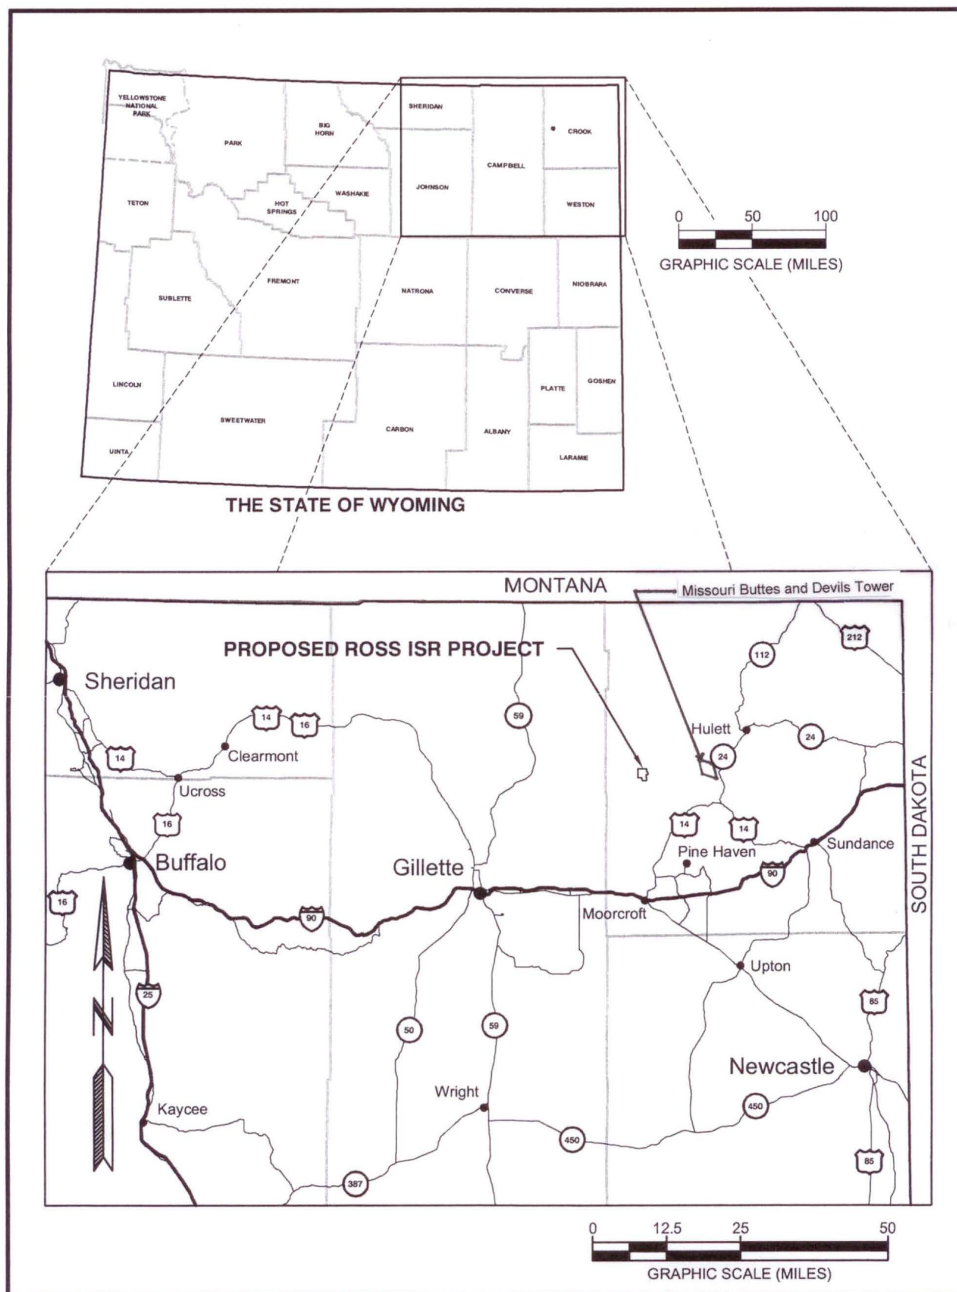 YELLOWSTONE
NATIONAL
PARK
PARK
BIG
HORN
SHERIDAN
CROOK
CAMPBELL
JOHNSON
WASHAKIE
TETON
HOT
SPRINGS
WESTON
0 50 100
GRAPHIC SCALE (MILES)
FREMONT
SUBLETTE
NATRONA
CONVERSE
NIOBRARA
LINCOLN
PLATTE
GOSHEN
SWEETWATER
CARBON
ALBANY
UINTA
LARAMIE
THE STATE OF WYOMING
MONTANA
Missouri Buttes and Devils Tower
PROPOSED ROSS ISR PROJECT
212
112
Sheridan
14
16
59
Hulett
24
24
Clearmont
14
Ucross
SOUTH DAKOTA
16
14
14
Sundance
Pine Haven
Buffalo
Gillette
90
16
90
Moorcroft
Upton
25
85
N
50
59
Newcastle
Wright
450
Kaycee
450
85
387
0 12.5 25 50
GRAPHIC SCALE (MILES)